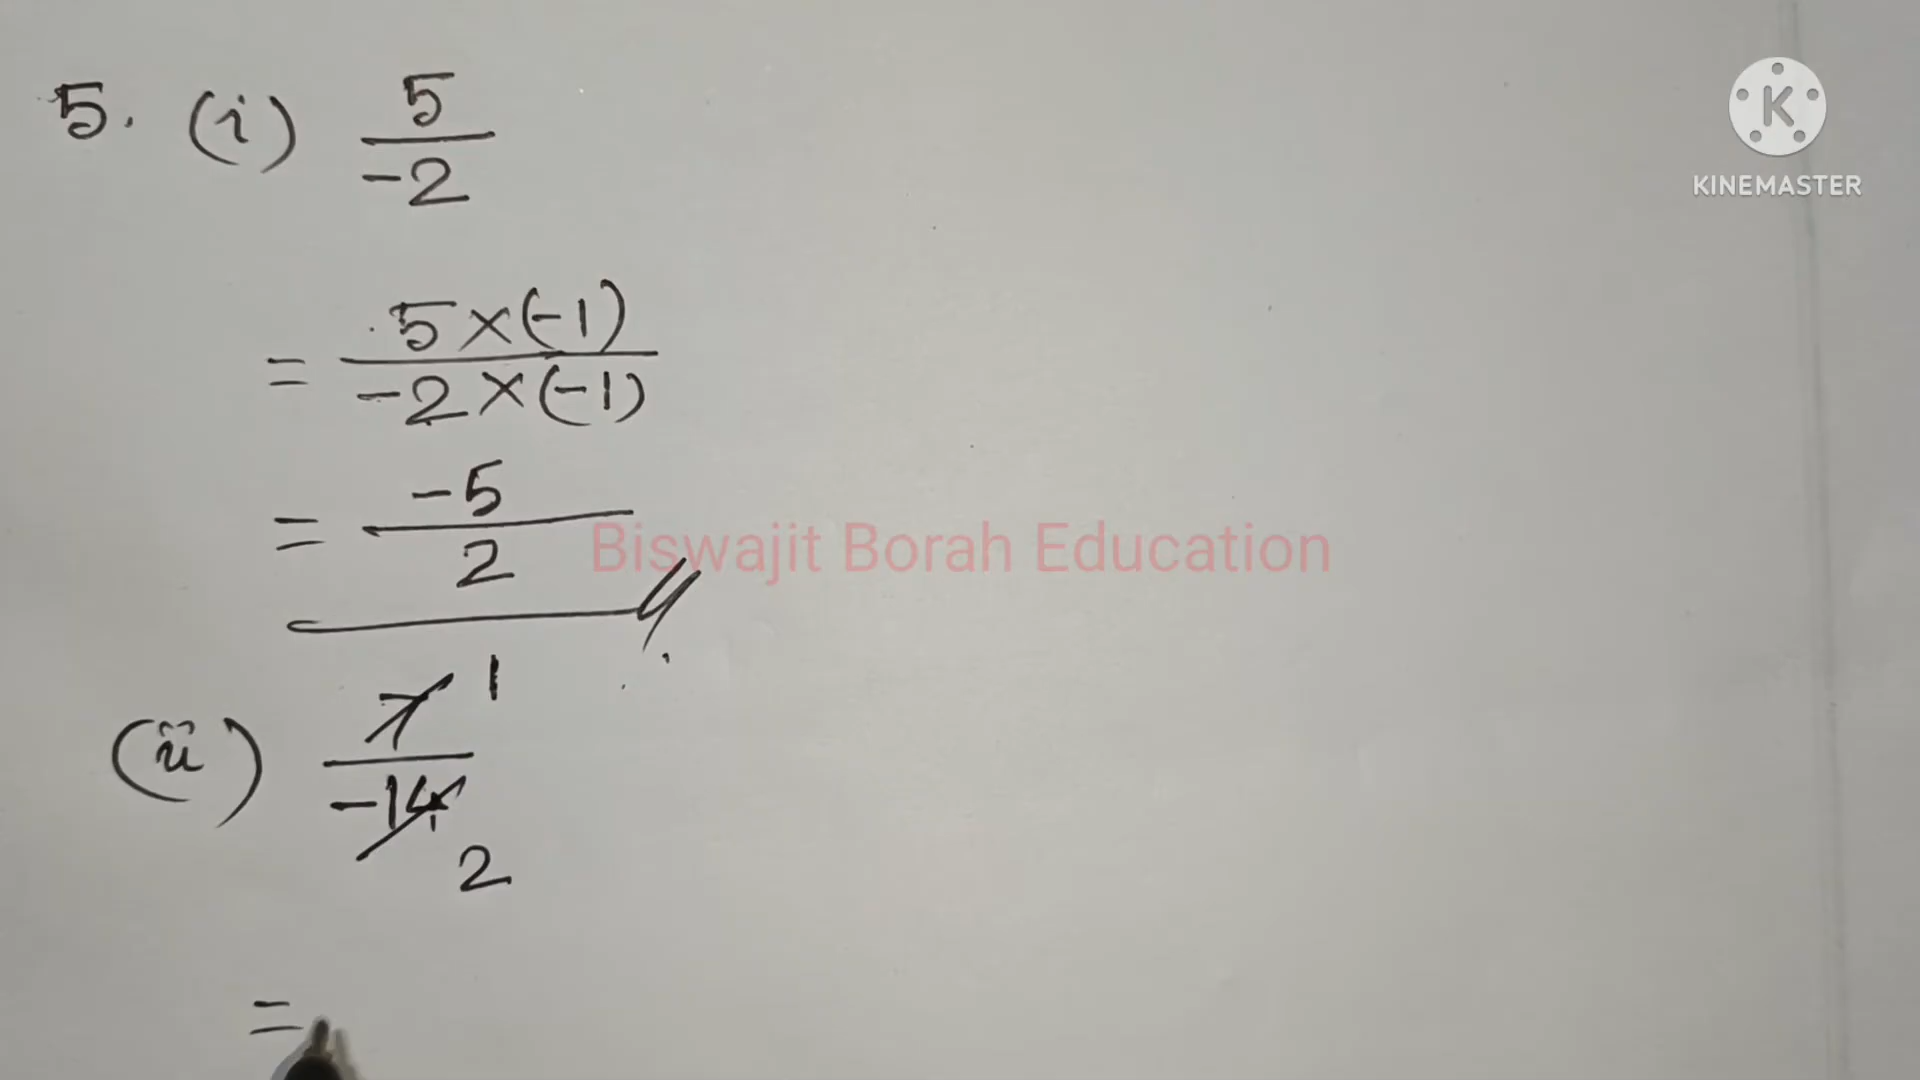 5. (i) 5
-2
= 5×(-1)
-2×(-1)
= -5
2
(ii) 7 1
-14
2
=
Biswajit Borah Education
K
KINEMASTER